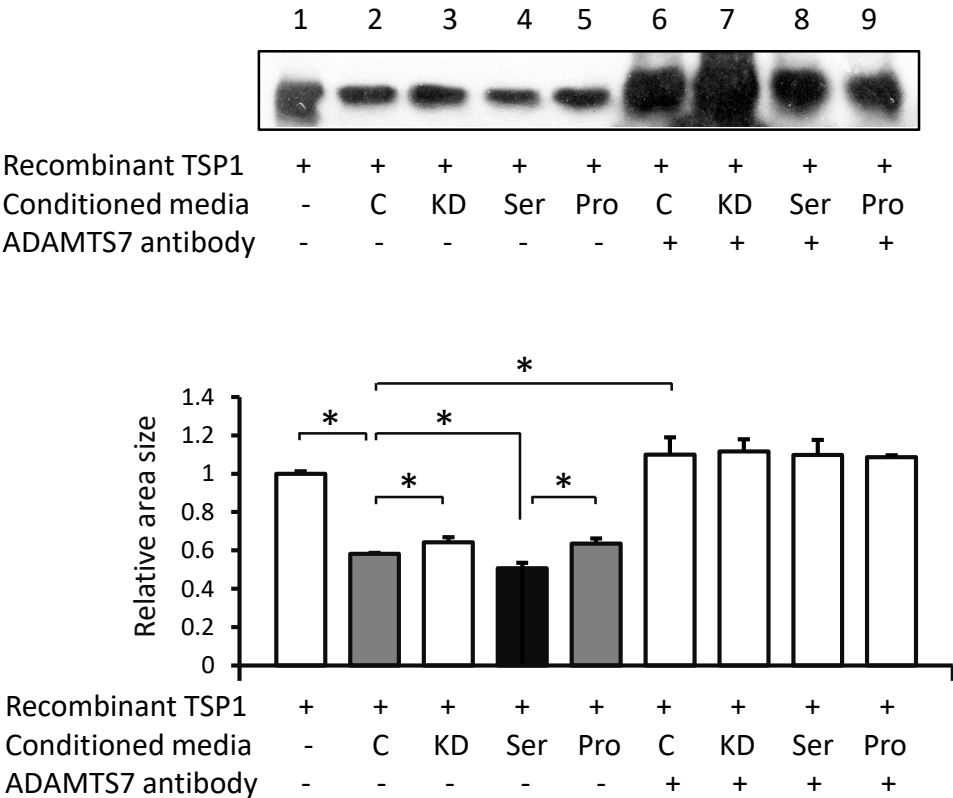 1 2 3 4 5 6 7 8 9
Recombinant TSP1 + + + + + + + + +
Conditioned media - C KD Ser Pro C KD Ser Pro
ADAMTS7 antibody - - - - - + + + +
*
1.4
* *
1.2
1
* *
0.8
0.6
0.4
0.2
0
Relative area size
Recombinant TSP1 + + + + + + + + +
Conditioned media - C KD Ser Pro C KD Ser Pro
ADAMTS7 antibody - - - - - + + + +